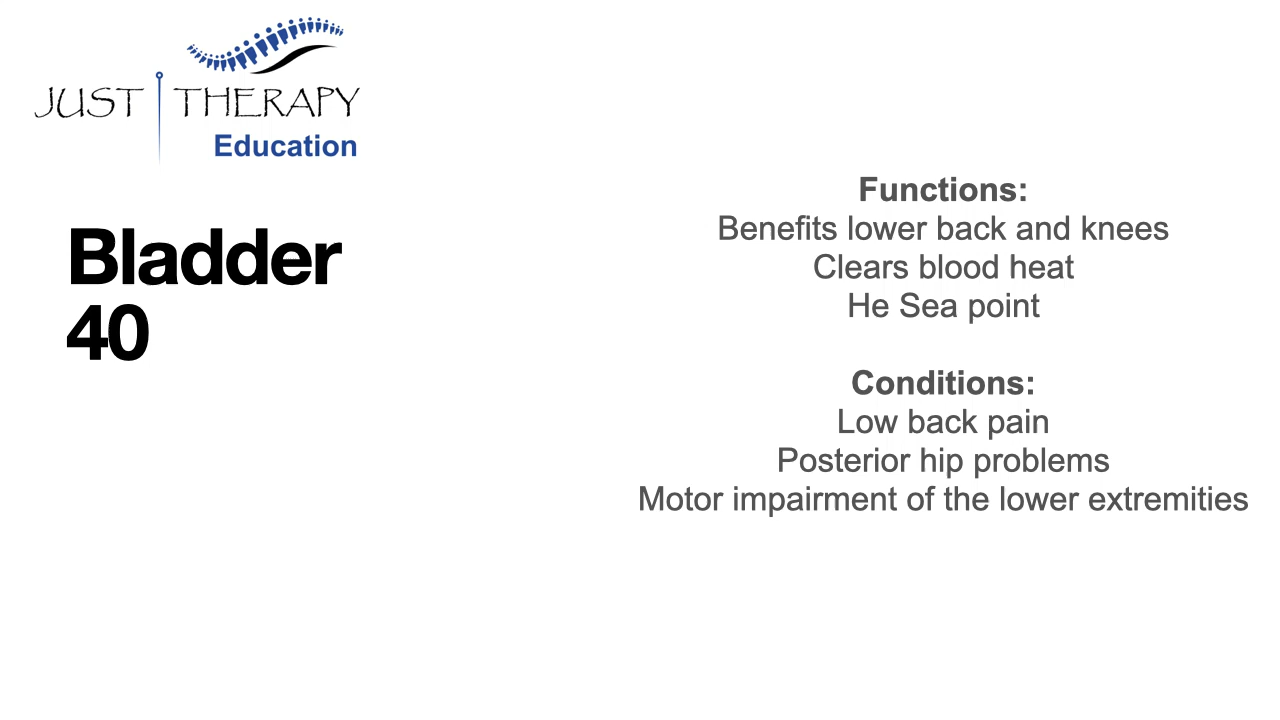 JUST THERAPY
Education
Bladder
40
Functions:
Benefits lower back and knees
Clears blood heat
He Sea point
Conditions:
Low back pain
Posterior hip problems
Motor impairment of the lower extremities